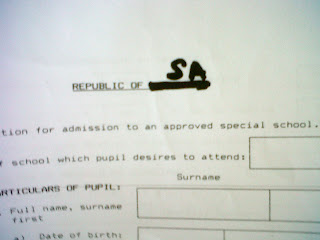 REPUBLIC OF SA
tion for admission to an approved special school.
f school which pupil desires to attend:
Surname
ARTICULARS OF PUPIL:
Full name, surname
first
a) Date of birth: